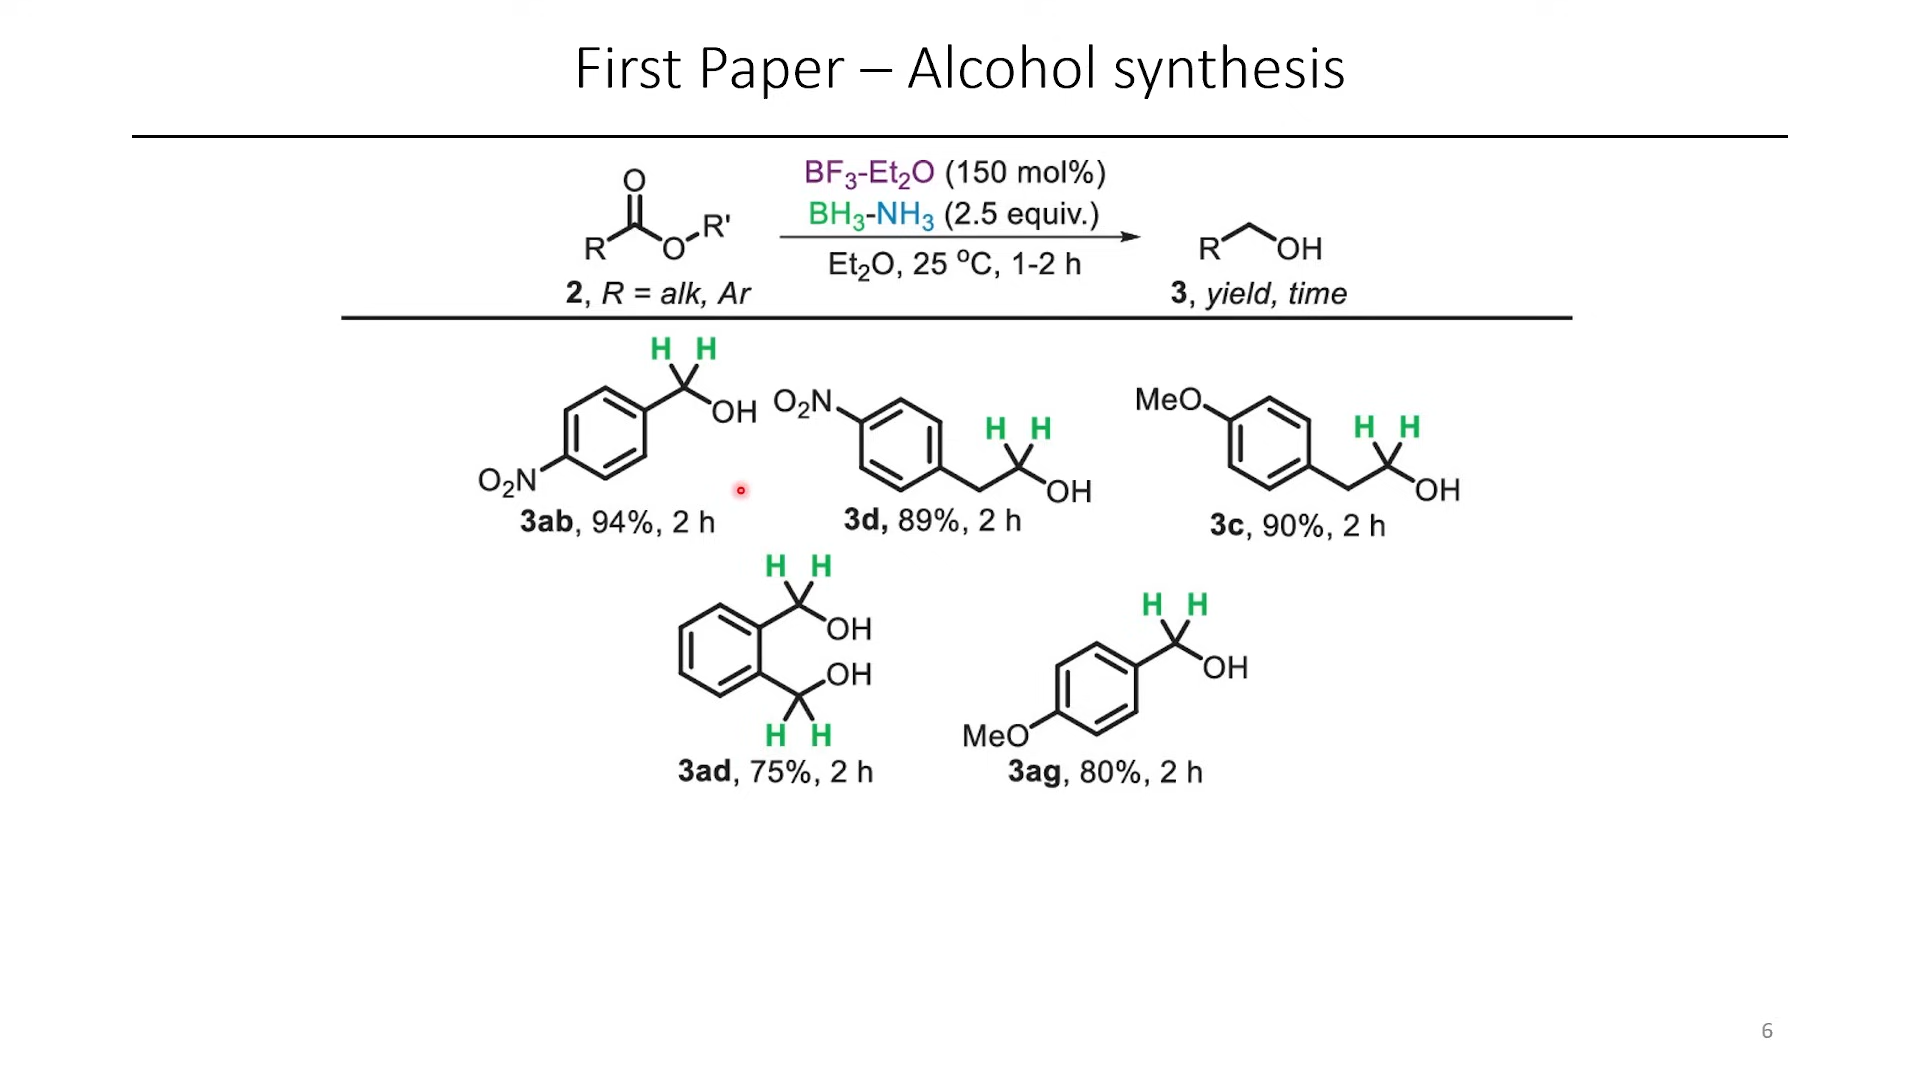 First Paper – Alcohol synthesis
O
R
O
R'
2, R = alk, Ar
BF₃-Et₂O (150 mol%)
BH₃-NH₃ (2.5 equiv.)
Et₂O, 25 °C, 1-2 h
R
OH
3, yield, time
H H
OH
O₂N
3ab, 94%, 2 h
O₂N
H H
OH
3d, 89%, 2 h
MeO
H H
OH
3c, 90%, 2 h
H H
OH
OH
H H
3ad, 75%, 2 h
H H
OH
MeO
3ag, 80%, 2 h
6